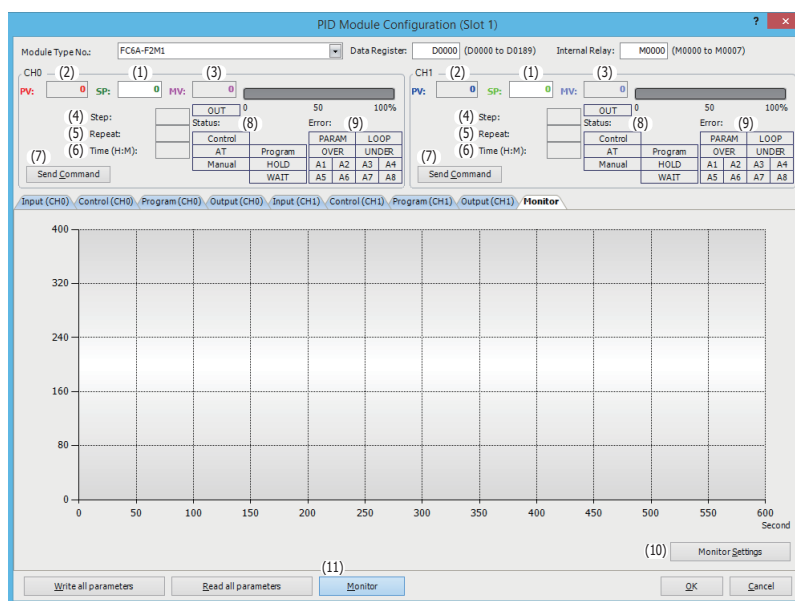 PID Module Configuration (Slot 1) ? x
Module Type No.: FC6A-F2M1 Data Register: D0000 (D0000 to D0189) Internal Relay: M0000 (M0000 to M0007)
CH0 (2) (1) (3)
PV: 0 SP: 0 MV: 0
OUT 0 50 100%
(4) Step:
(5) Repeat:
(6) Time (H:M):
(7)
Send Command
Status: (8)
Control
AT Program
Manual HOLD
WAIT
Error: (9)
PARAM LOOP
OVER UNDER
A1 A2 A3 A4
A5 A6 A7 A8
CH1 (2) (1) (3)
PV: 0 SP: 0 MV: 0
OUT 0 50 100%
(4) Step:
(5) Repeat:
(6) Time (H:M):
(7)
Send Command
Status: (8)
Control
AT Program
Manual HOLD
WAIT
Error: (9)
PARAM LOOP
OVER UNDER
A1 A2 A3 A4
A5 A6 A7 A8
Input (CH0) Control (CH0) Program (CH0) Output (CH0) Input (CH1) Control (CH1) Program (CH1) Output (CH1) Monitor
400
320
240
160
80
0
0 50 100 150 200 250 300 350 400 450 500 550 600
Second
(10) Monitor Settings
(11)
Write all parameters Read all parameters Monitor OK Cancel